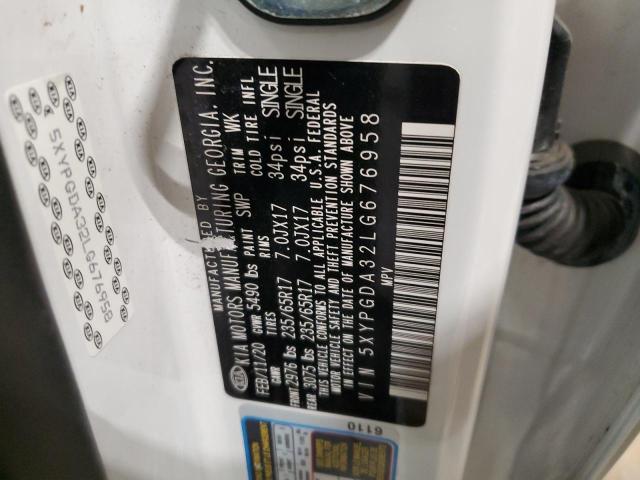 MANUFACTURED BY
KIA MOTORS MANUFACTURING GEORGIA, INC.
FEB/11/20 GVWR 5490 lbs PAINT SWP TRIM WK
GAWR TIRES RIMS COLD TIRE INFL
FRONT 2976 lbs 235/65R17 7.0JX17 34psi SINGLE
REAR 3075 lbs 235/65R17 7.0JX17 34psi SINGLE
THIS VEHICLE CONFORMS TO ALL APPLICABLE U.S.A. FEDERAL
MOTOR VEHICLE SAFETY AND THEFT PREVENTION STANDARDS
IN EFFECT ON THE DATE OF MANUFACTURE SHOWN ABOVE
VIN 5XYPGDA32LG676958
MPV
5XYPGDA32LG676958
6110